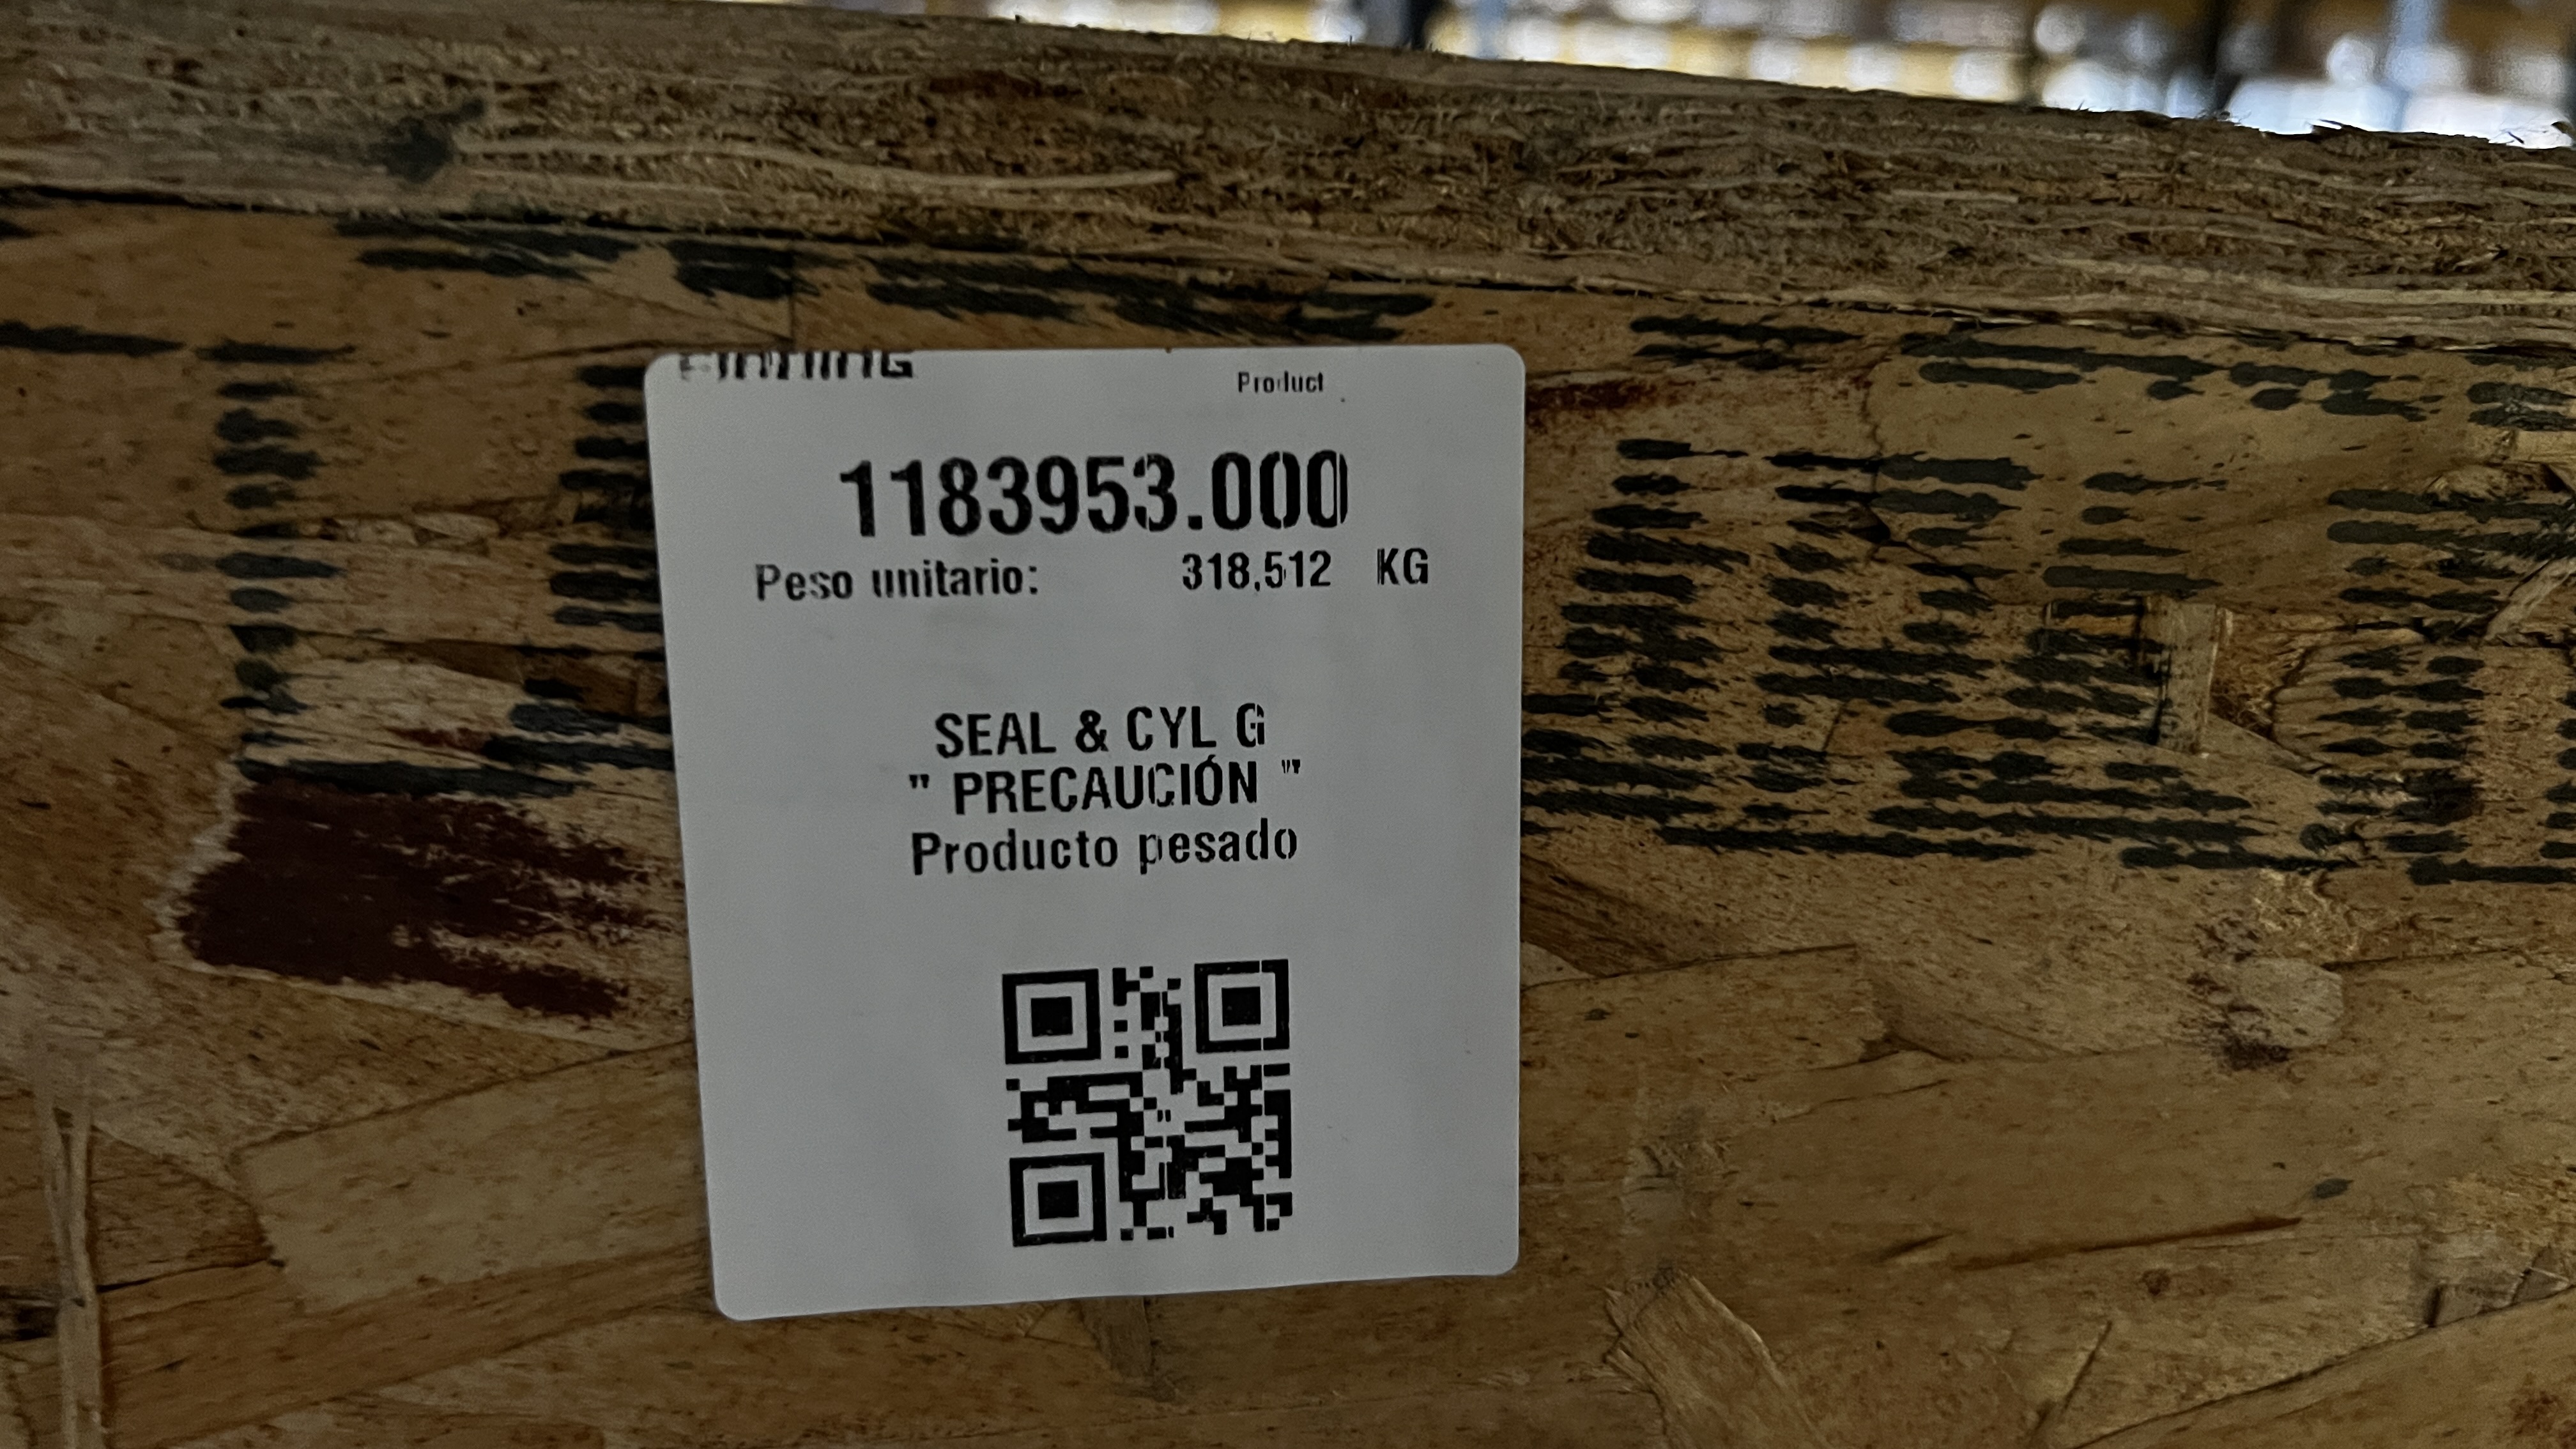 Product
1183953.000
Peso unitario: 318,512 KG
SEAL & CYL G
" PRECAUCIÓN "
Producto pesado